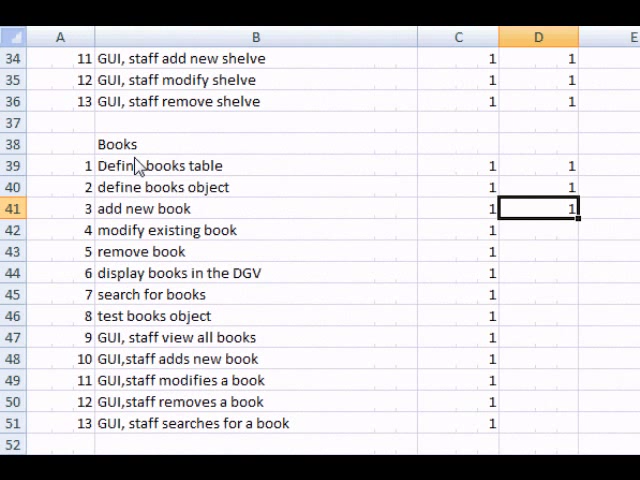 A B C D E
34 11 GUI, staff add new shelve 1 1
35 12 GUI, staff modify shelve 1 1
36 13 GUI, staff remove shelve 1 1
37
38 Books
39 1 Define books table 1 1
40 2 define books object 1 1
41 3 add new book 1 1
42 4 modify existing book 1
43 5 remove book 1
44 6 display books in the DGV 1
45 7 search for books 1
46 8 test books object 1
47 9 GUI, staff view all books 1
48 10 GUI,staff adds new book 1
49 11 GUI,staff modifies a book 1
50 12 GUI,staff removes a book 1
51 13 GUI, staff searches for a book 1
52